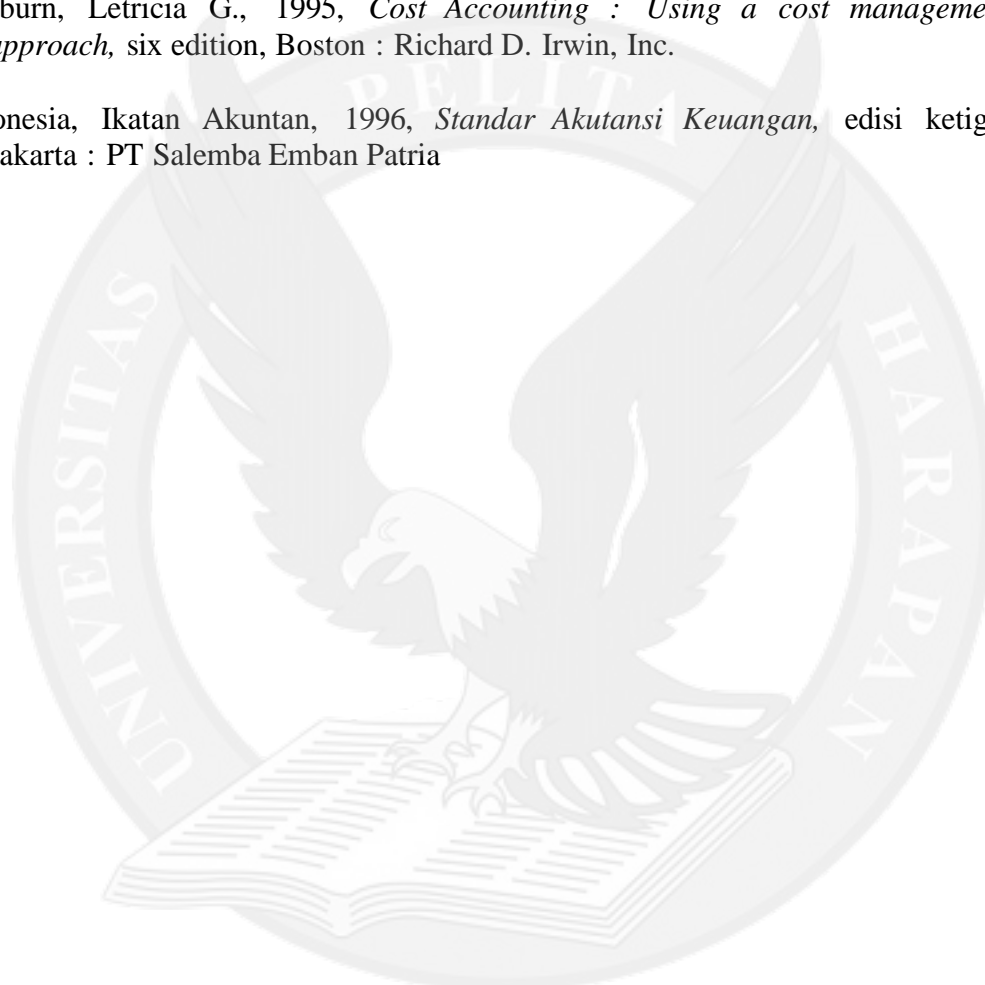 burn, Letricia G., 1995, Cost Accounting : Using a cost manageme
approach, six edition, Boston : Richard D. Irwin, Inc.
onesia, Ikatan Akuntan, 1996, Standar Akutansi Keuangan, edisi ketig
akarta : PT Salemba Emban Patria
UNIVERSITAS PELITA HARAPAN